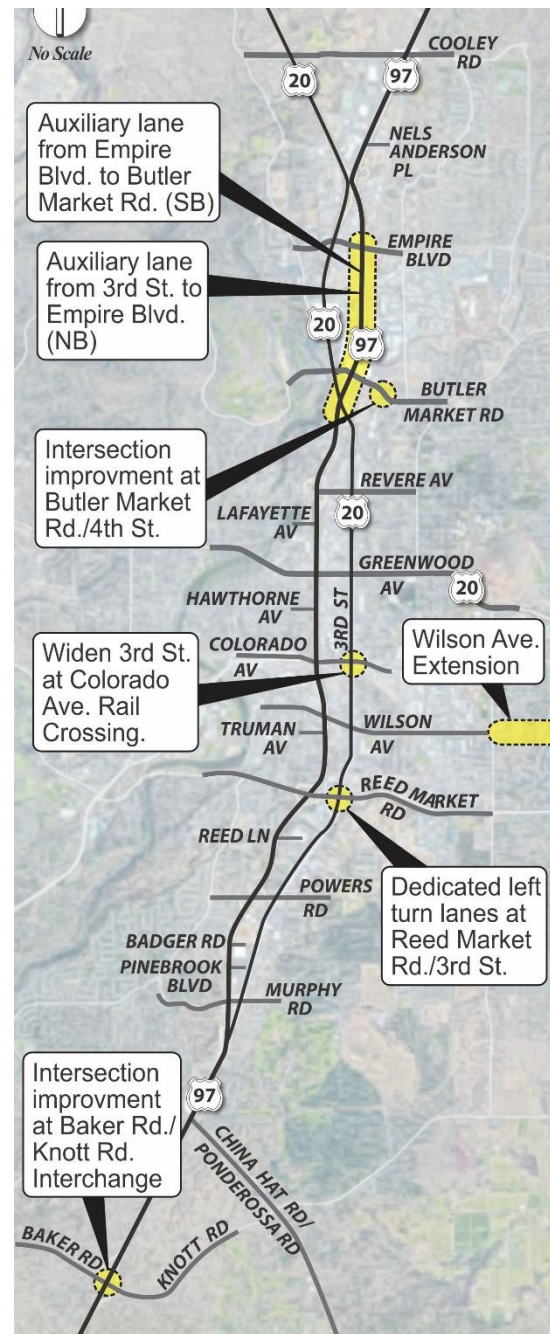 No Scale
COOLEY
RD
20
97
NELS
ANDERSON
PL
Auxiliary lane
from Empire
Blvd. to Butler
Market Rd. (SB)
EMPIRE
BLVD
Auxiliary lane
from 3rd St. to
Empire Blvd.
(NB)
20
97
BUTLER
MARKET RD
Intersection
improvment at
Butler Market
Rd./4th St.
REVERE AV
20
LAFAYETTE
AV
GREENWOOD
AV
20
HAWTHORNE
AV
3RD ST
COLORADO
AV
Widen 3rd St.
at Colorado
Ave. Rail
Crossing.
Wilson Ave.
Extension
TRUMAN
AV
WILSON
AV
REED MARKET
RD
REED LN
POWERS
RD
Dedicated left
turn lanes at
Reed Market
Rd./3rd St.
BADGER RD
PINEBROOK
BLVD
MURPHY
RD
Intersection
improvment
at Baker Rd./
Knott Rd.
Interchange
97
CHINA HAT RD/
PONDEROSSA RD
BAKER RD
KNOTT RD